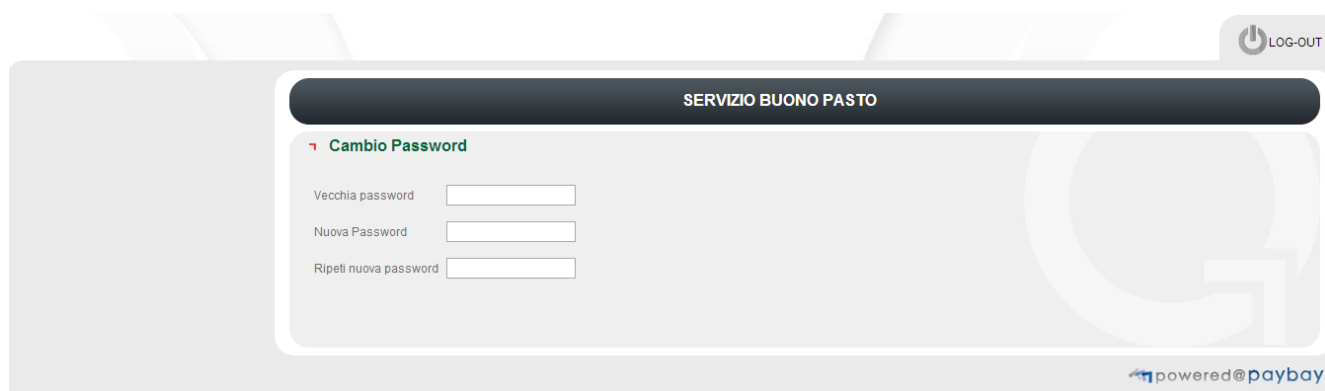 LOG-OUT
SERVIZIO BUONO PASTO
Cambio Password
Vecchia password
Nuova Password
Ripeti nuova password
powered@paybay